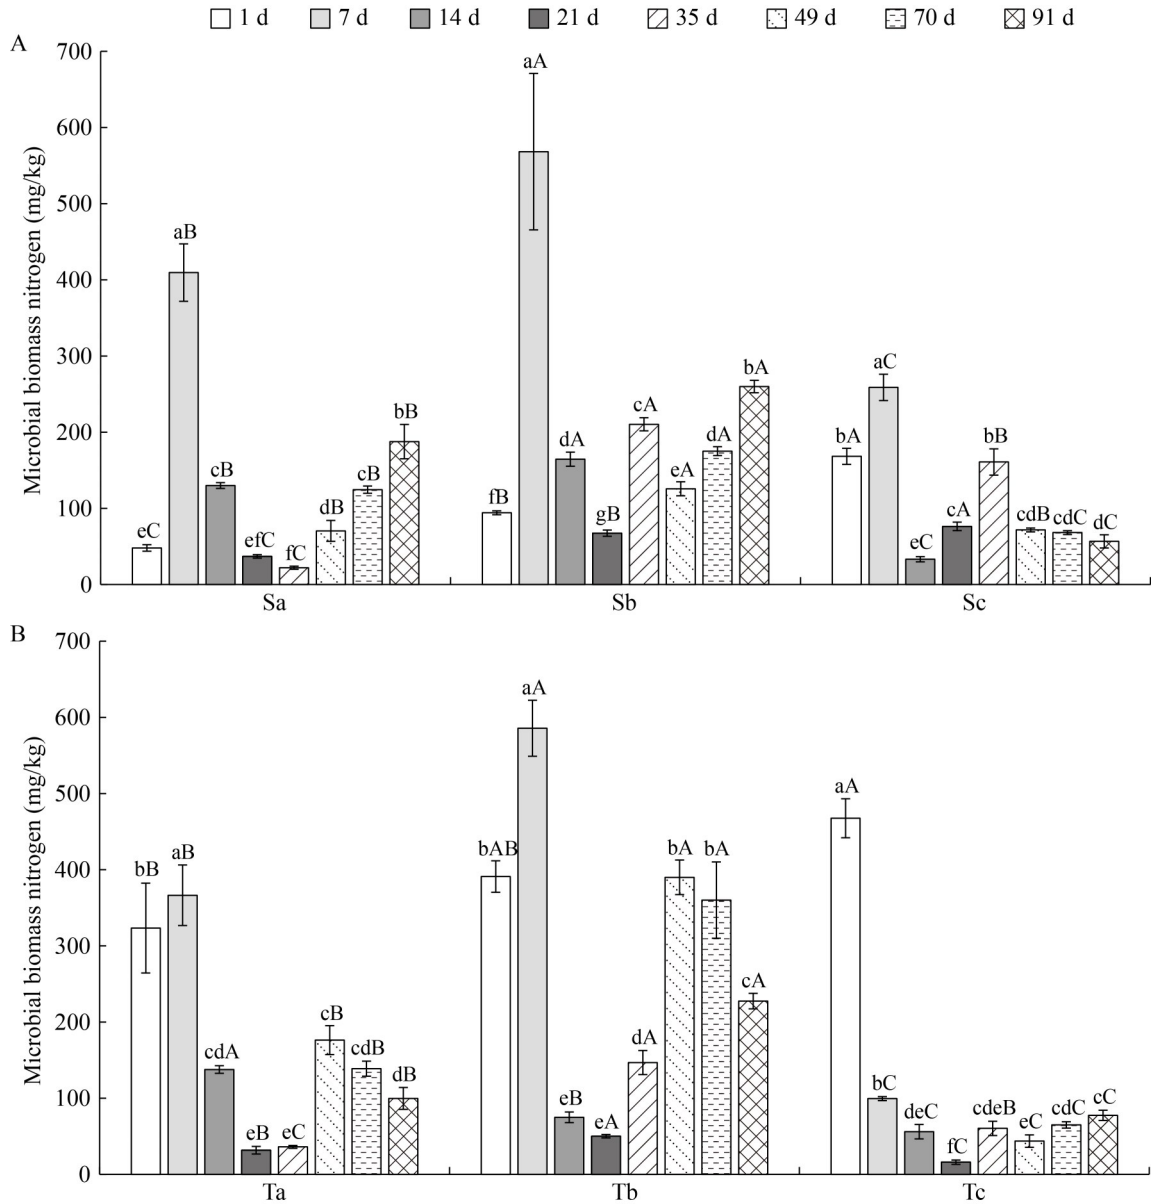 1 d 7 d 14 d 21 d 35 d 49 d 70 d 91 d
A
Microbial biomass nitrogen (mg/kg)
700
600
500
400
300
200
100
0
eC aB cB efC fC dB cB bB
fB aA dA gB cA eA dA bA
bA aC eC cA bB cdB cdC dC
Sa Sb Sc
B
Microbial biomass nitrogen (mg/kg)
700
600
500
400
300
200
100
0
bB aB cdA eB eC cB cdB dB
bAB aA eB eA dA bA bA cA
aA bC deC fC cdeB eC cdC cC
Ta Tb Tc